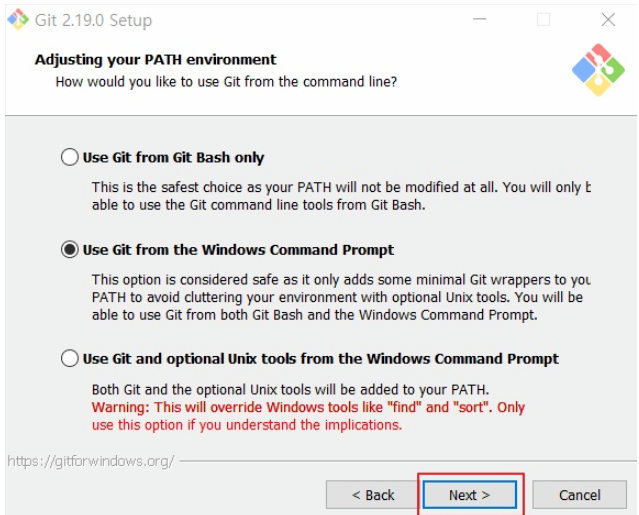 Git 2.19.0 Setup
Adjusting your PATH environment
How would you like to use Git from the command line?
Use Git from Git Bash only
This is the safest choice as your PATH will not be modified at all. You will only b
able to use the Git command line tools from Git Bash.
Use Git from the Windows Command Prompt
This option is considered safe as it only adds some minimal Git wrappers to you
PATH to avoid cluttering your environment with optional Unix tools. You will be
able to use Git from both Git Bash and the Windows Command Prompt.
Use Git and optional Unix tools from the Windows Command Prompt
Both Git and the optional Unix tools will be added to your PATH.
Warning: This will override Windows tools like "find" and "sort". Only
use this option if you understand the implications.
https://gitforwindows.org/
< Back Next > Cancel